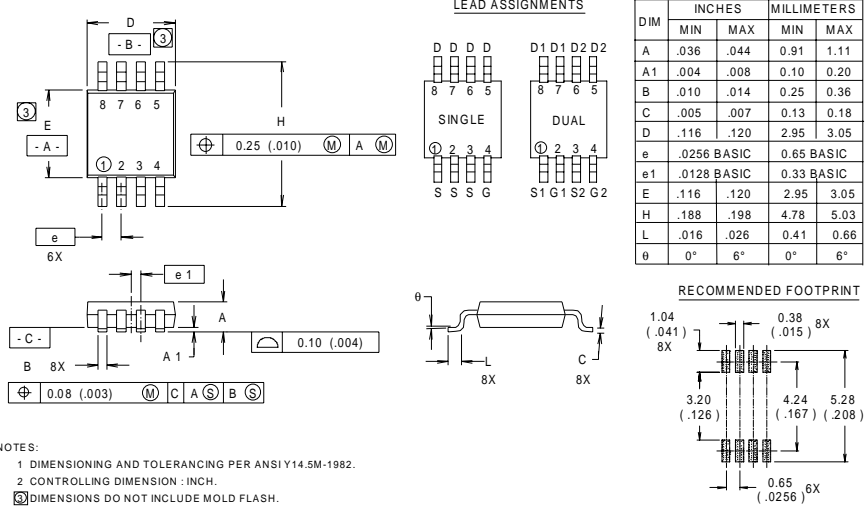 LEAD ASSIGNMENTS
D
- B -
3
8 7 6 5
3
E
- A -
H
0.25 (.010) M A M
1 2 3 4
e
6X
D D D D
8 7 6 5
SINGLE
1 2 3 4
S S S G
D1 D1 D2 D2
8 7 6 5
DUAL
1 2 3 4
S1 G1 S2 G2
DIM INCHES MILLIMETERS
MIN MAX MIN MAX
A .036 .044 0.91 1.11
A1 .004 .008 0.10 0.20
B .010 .014 0.25 0.36
C .005 .007 0.13 0.18
D .116 .120 2.95 3.05
e .0256 BASIC 0.65 BASIC
e1 .0128 BASIC 0.33 BASIC
E .116 .120 2.95 3.05
H .188 .198 4.78 5.03
L .016 .026 0.41 0.66
θ 0° 6° 0° 6°
e 1
A
- C -
B 8X
A 1
0.10 (.004)
0.08 (.003) M C A S B S
θ
L
8X
C
8X
RECOMMENDED FOOTPRINT
1.04
( .041 )
8X
0.38
( .015 ) 8X
3.20
( .126 )
4.24
( .167 )
5.28
( .208 )
0.65
( .0256 ) 6X
NOTES:
1 DIMENSIONING AND TOLERANCING PER ANSI Y14.5M-1982.
2 CONTROLLING DIMENSION : INCH.
3 DIMENSIONS DO NOT INCLUDE MOLD FLASH.